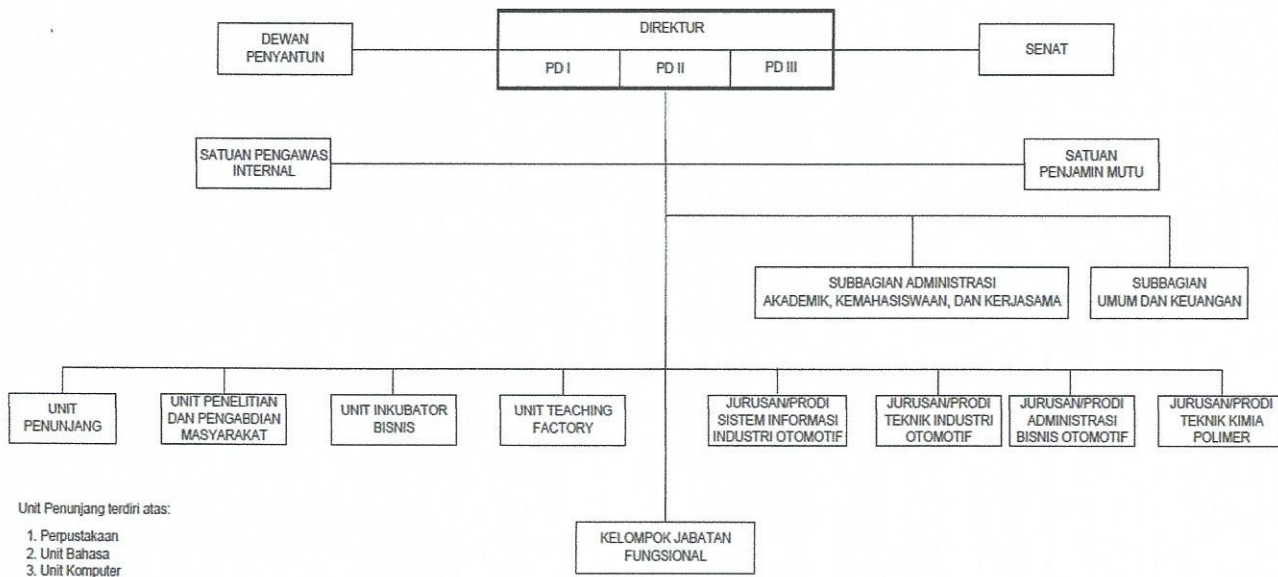 DIREKTUR
DEWAN
PENYANTUN
SENAT
PD I
PD II
PD III
SATUAN PENGAWAS
INTERNAL
SATUAN
PENJAMIN MUTU
SUBBAGIAN ADMINISTRASI
AKADEMIK, KEMAHASISWAAN, DAN KERJASAMA
SUBBAGIAN
UMUM DAN KEUANGAN
UNIT
PENUNJANG
UNIT PENELITIAN
DAN PENGABDIAN
MASYARAKAT
UNIT INKUBATOR
BISNIS
UNIT TEACHING
FACTORY
JURUSAN/PRODI
SISTEM INFORMASI
INDUSTRI OTOMOTIF
JURUSAN/PRODI
TEKNIK INDUSTRI
OTOMOTIF
JURUSAN/PRODI
ADMINISTRASI
BISNIS OTOMOTIF
JURUSAN/PRODI
TEKNIK KIMIA
POLIMER
Unit Penunjang terdiri atas:
1. Perpustakaan
2. Unit Bahasa
3. Unit Komputer
KELOMPOK JABATAN
FUNGSIONAL